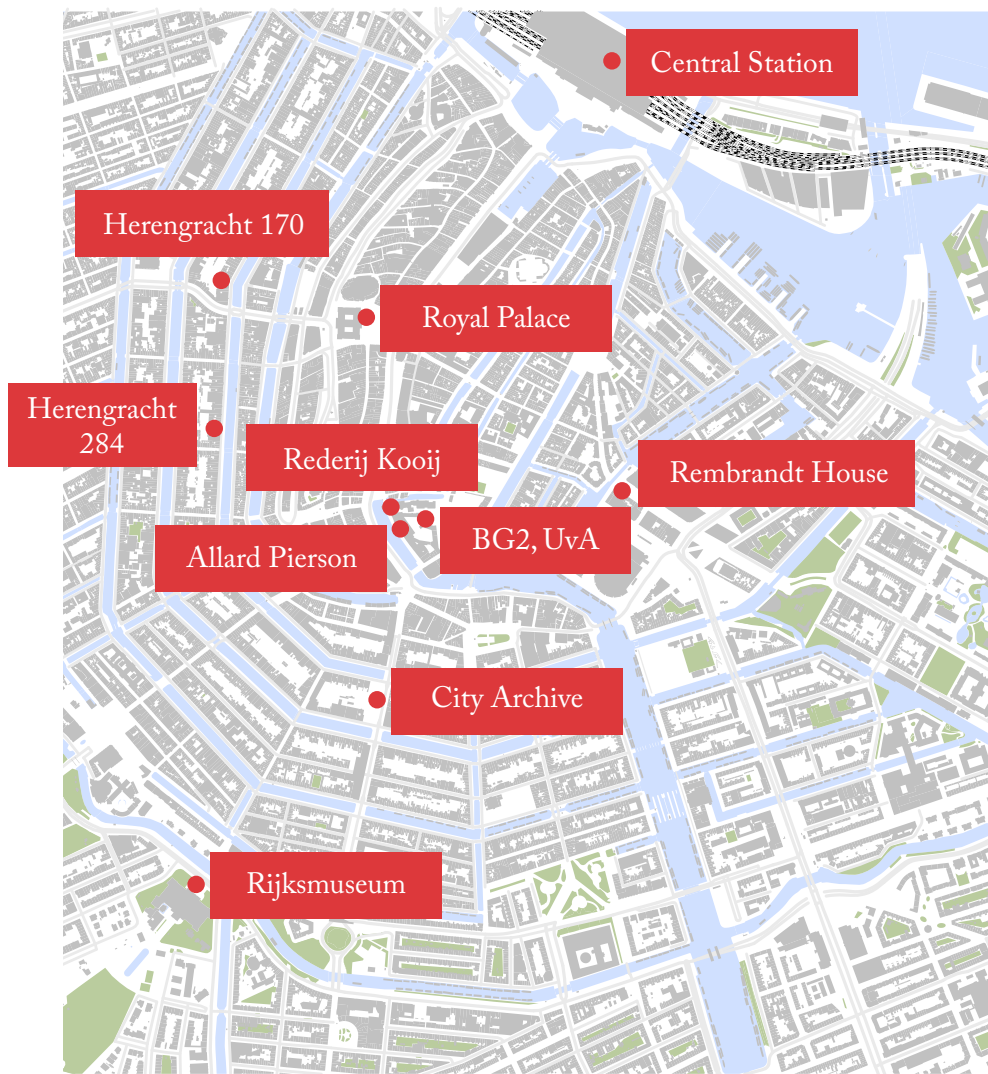 Central Station
Herengracht 170
Royal Palace
Herengracht
284
Rederij Kooij
Rembrandt House
BG2, UvA
Allard Pierson
City Archive
Rijksmuseum